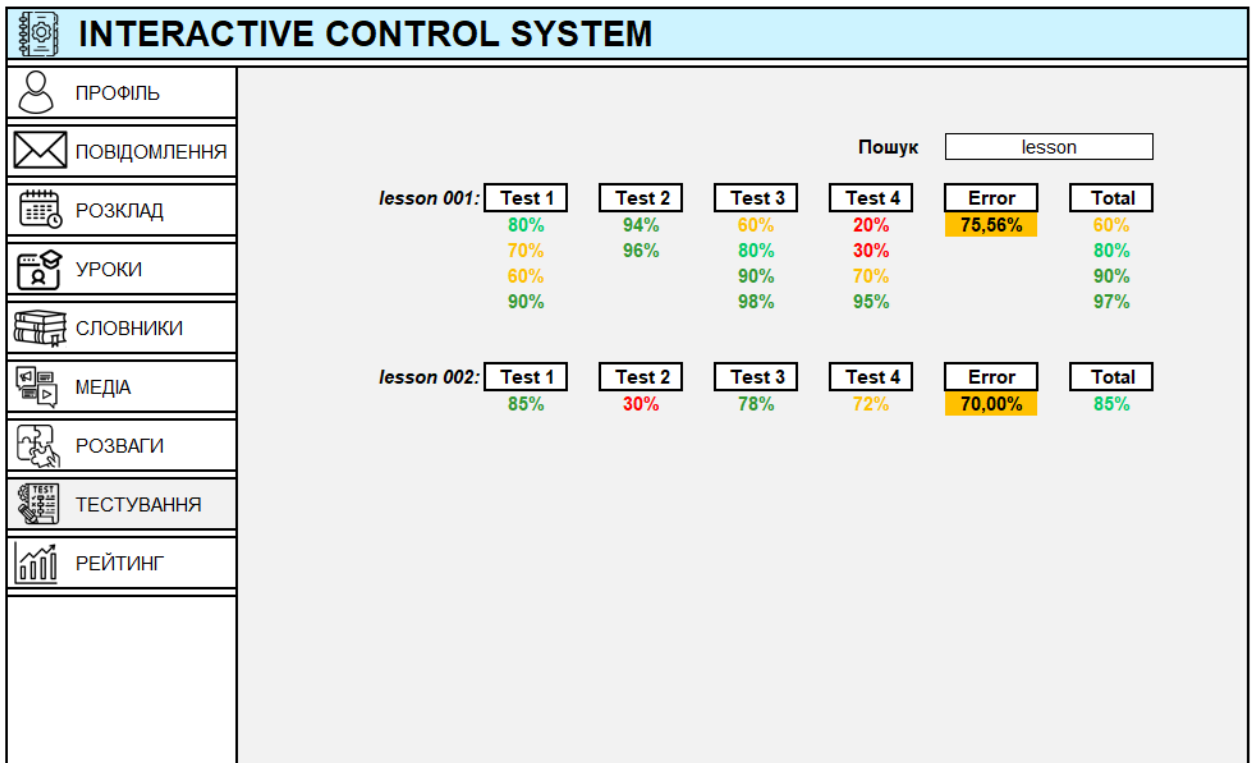 INTERACTIVE CONTROL SYSTEM
ПРОФІЛЬ
ПОВІДОМЛЕННЯ
РОЗКЛАД
УРОКИ
СЛОВНИКИ
МЕДІА
РОЗВАГИ
TEST
ТЕСТУВАННЯ
РЕЙТИНГ
Пошук lesson
lesson 001: Test 1 Test 2 Test 3 Test 4 Error Total
80% 94% 60% 20% 75,56% 60%
70% 96% 80% 30% 80%
60% 90% 70% 90%
90% 98% 95% 97%
lesson 002: Test 1 Test 2 Test 3 Test 4 Error Total
85% 30% 78% 72% 70,00% 85%